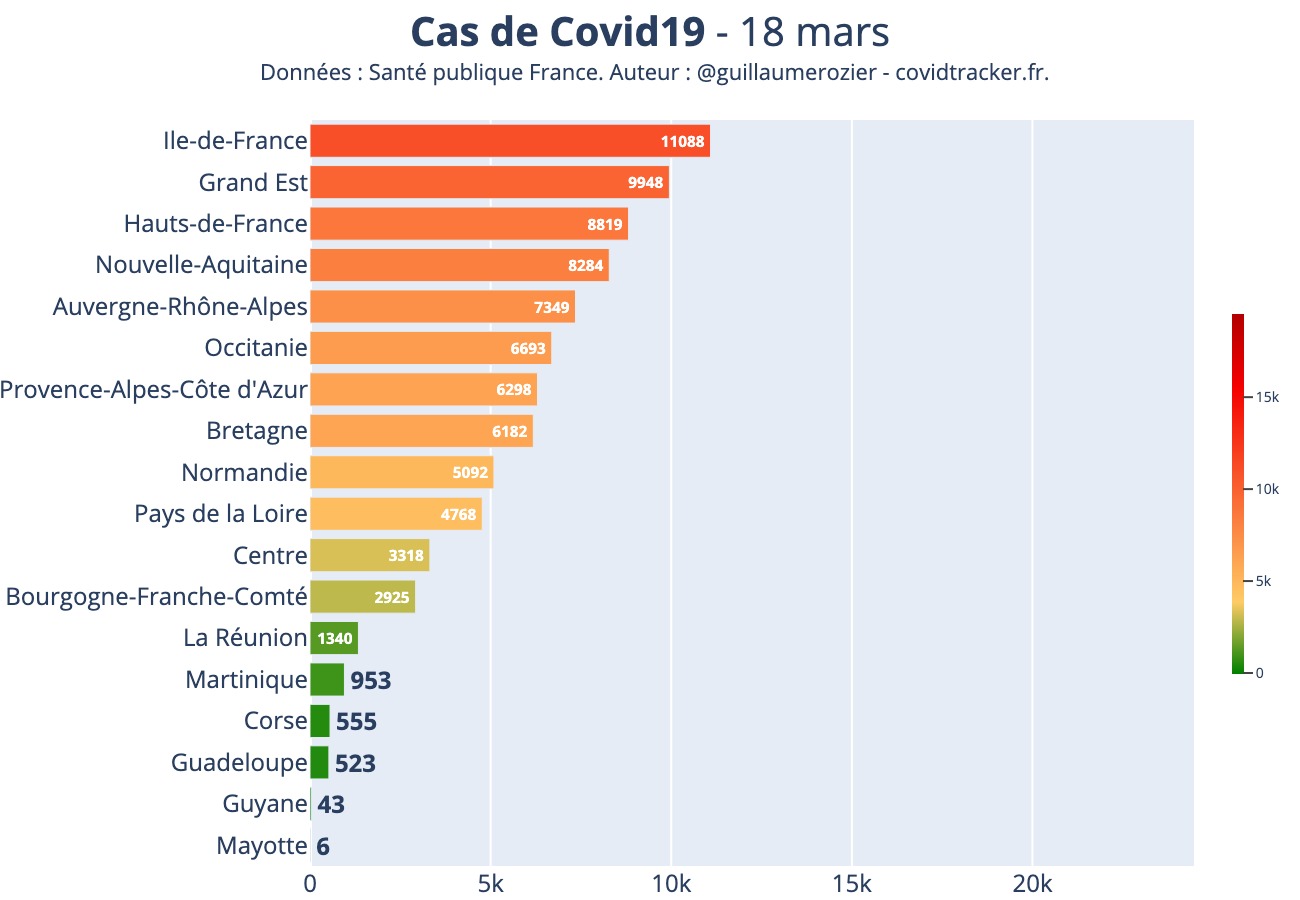 Cas de Covid19 - 18 mars
Données : Santé publique France. Auteur : @guillaumerozier - covidtracker.fr.
Ile-de-France 11088
Grand Est 9948
Hauts-de-France 8819
Nouvelle-Aquitaine 8284
Auvergne-Rhône-Alpes 7349
Occitanie 6693
Provence-Alpes-Côte d'Azur 6298
Bretagne 6182
Normandie 5092
Pays de la Loire 4768
Centre 3318
Bourgogne-Franche-Comté 2925
La Réunion 1340
Martinique 953
Corse 555
Guadeloupe 523
Guyane 43
Mayotte 6
0 5k 10k 15k 20k
15k
10k
5k
0